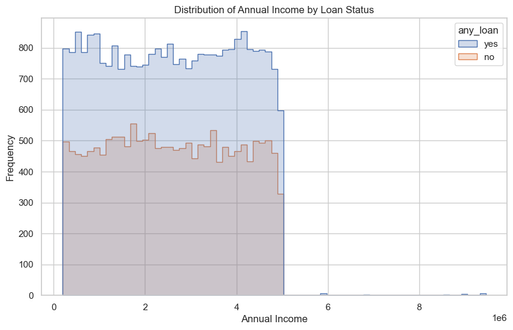 Distribution of Annual Income by Loan Status
any_loan
yes
no
Frequency
800
700
600
500
400
300
200
100
0
0 2 4 6 8
1e6
Annual Income